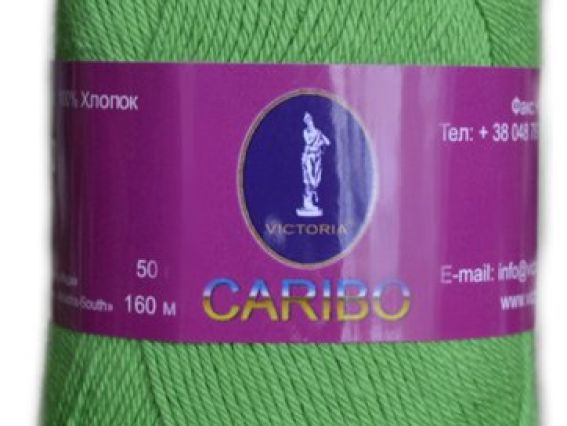 100% Хлопок
Факс
Тел: + 38 048
VICTORIA
50 г
160 м
CARIBO
E-mail: info@
www.